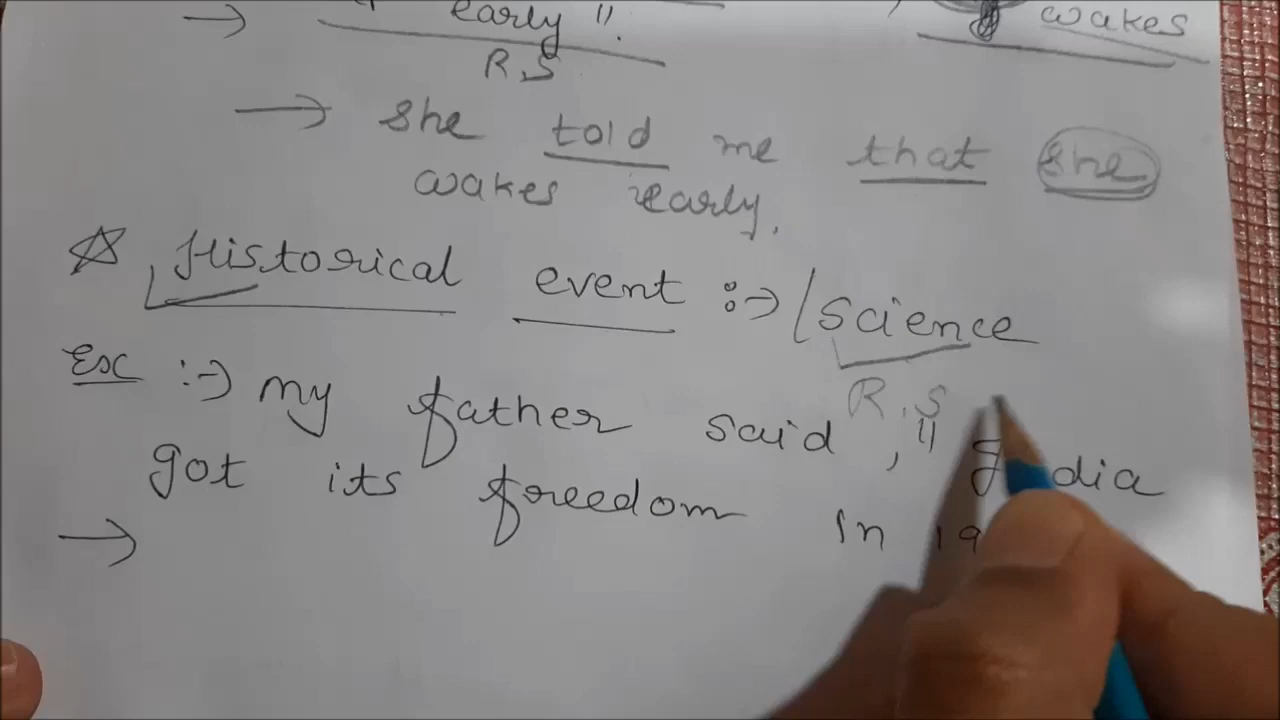 → early".
wakes
R.S
→ she told me that she
wakes early.
☆ Historical event :→ / science
Ex :→ my father said, "
R.S
got its freedom in
→